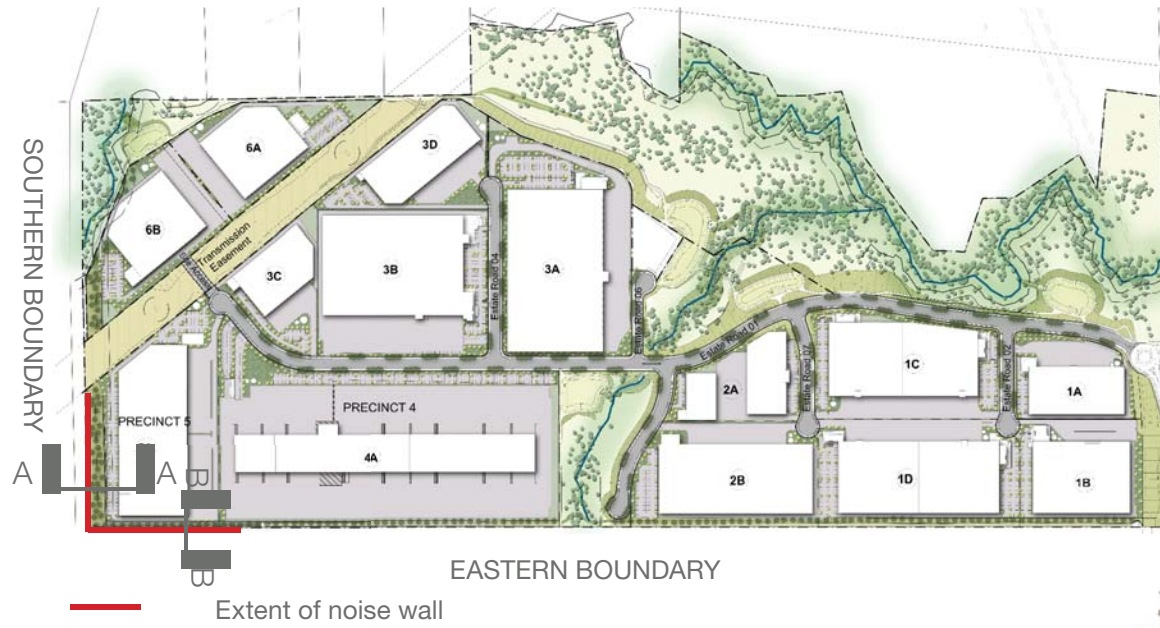 SOUTHERN BOUNDARY
6A
3D
6B
Transmission
Easement
3C
3B
Estate Road 04
3A
Estate Road 06
Estate Road 01
2A
Estate Road 07
1C
Estate Road 02
1A
PRECINCT 5
PRECINCT 4
4A
2B
1D
1B
A
A
B
B
EASTERN BOUNDARY
Extent of noise wall